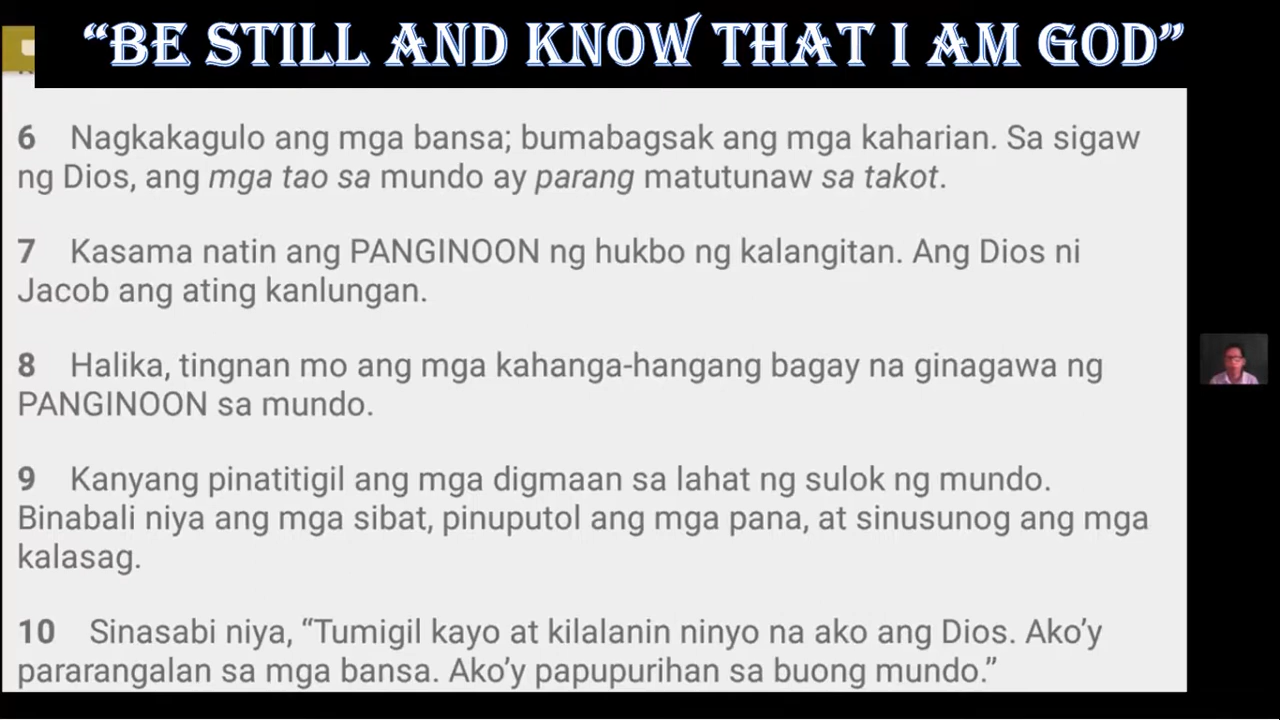 “BE STILL AND KNOW THAT I AM GOD”
6 Nagkakagulo ang mga bansa; bumabagsak ang mga kaharian. Sa sigaw
ng Dios, ang mga tao sa mundo ay parang matutunaw sa takot.
7 Kasama natin ang PANGINOON ng hukbo ng kalangitan. Ang Dios ni
Jacob ang ating kanlungan.
8 Halika, tingnan mo ang mga kahanga-hangang bagay na ginagawa ng
PANGINOON sa mundo.
9 Kanyang pinatitigil ang mga digmaan sa lahat ng sulok ng mundo.
Binabali niya ang mga sibat, pinuputol ang mga pana, at sinusunog ang mga
kalasag.
10 Sinasabi niya, “Tumigil kayo at kilalanin ninyo na ako ang Dios. Ako’y
pararangalan sa mga bansa. Ako’y papupurihan sa buong mundo.”